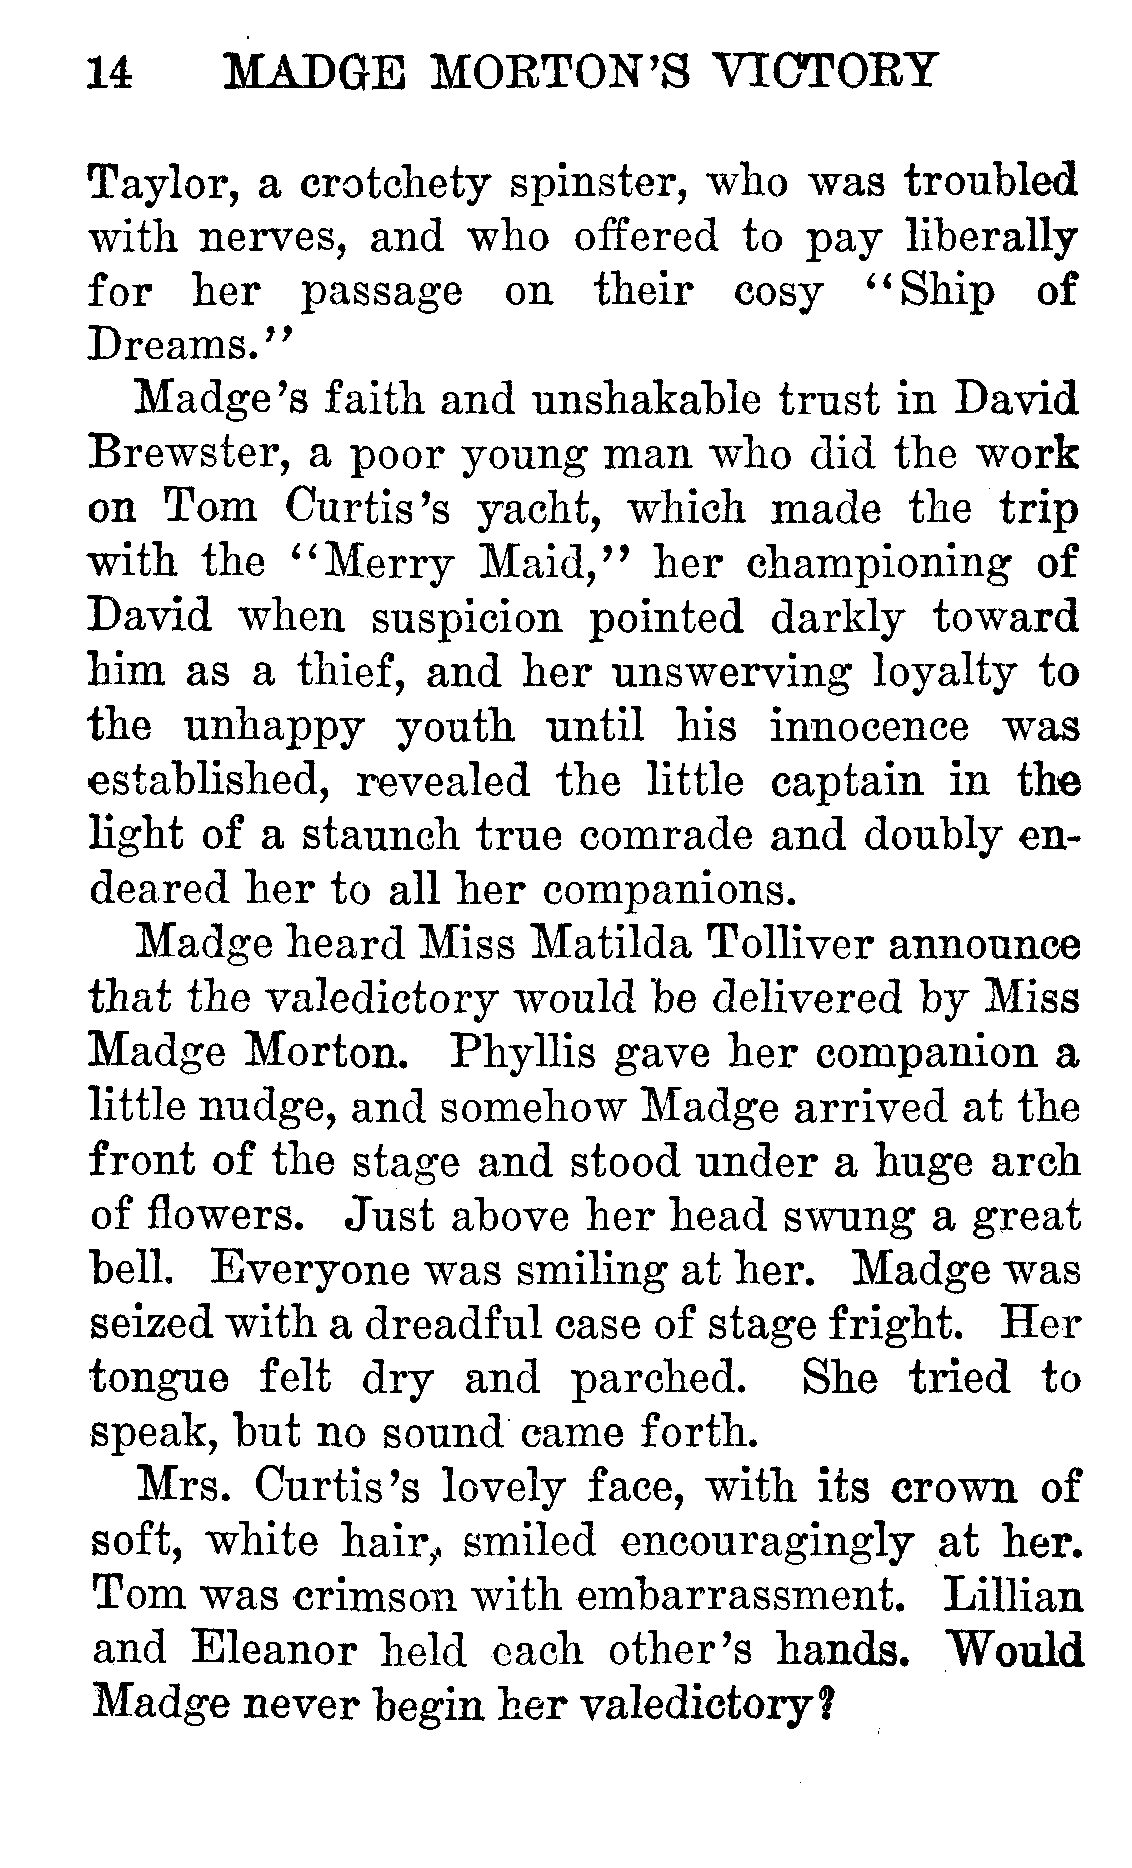 14 MADGE MORTON'S VICTORY
Taylor, a crotchety spinster, who was troubled
with nerves, and who offered to pay liberally
for her passage on their cosy "Ship of
Dreams."
Madge's faith and unshakable trust in David
Brewster, a poor young man who did the work
on Tom Curtis's yacht, which made the trip
with the "Merry Maid," her championing of
David when suspicion pointed darkly toward
him as a thief, and her unswerving loyalty to
the unhappy youth until his innocence was
established, revealed the little captain in the
light of a staunch true comrade and doubly en-
deared her to all her companions.
Madge heard Miss Matilda Tolliver announce
that the valedictory would be delivered by Miss
Madge Morton. Phyllis gave her companion a
little nudge, and somehow Madge arrived at the
front of the stage and stood under a huge arch
of flowers. Just above her head swung a great
bell. Everyone was smiling at her. Madge was
seized with a dreadful case of stage fright. Her
tongue felt dry and parched. She tried to
speak, but no sound came forth.
Mrs. Curtis's lovely face, with its crown of
soft, white hair, smiled encouragingly at her.
Tom was crimson with embarrassment. Lillian
and Eleanor held each other's hands. Would
Madge never begin her valedictory?